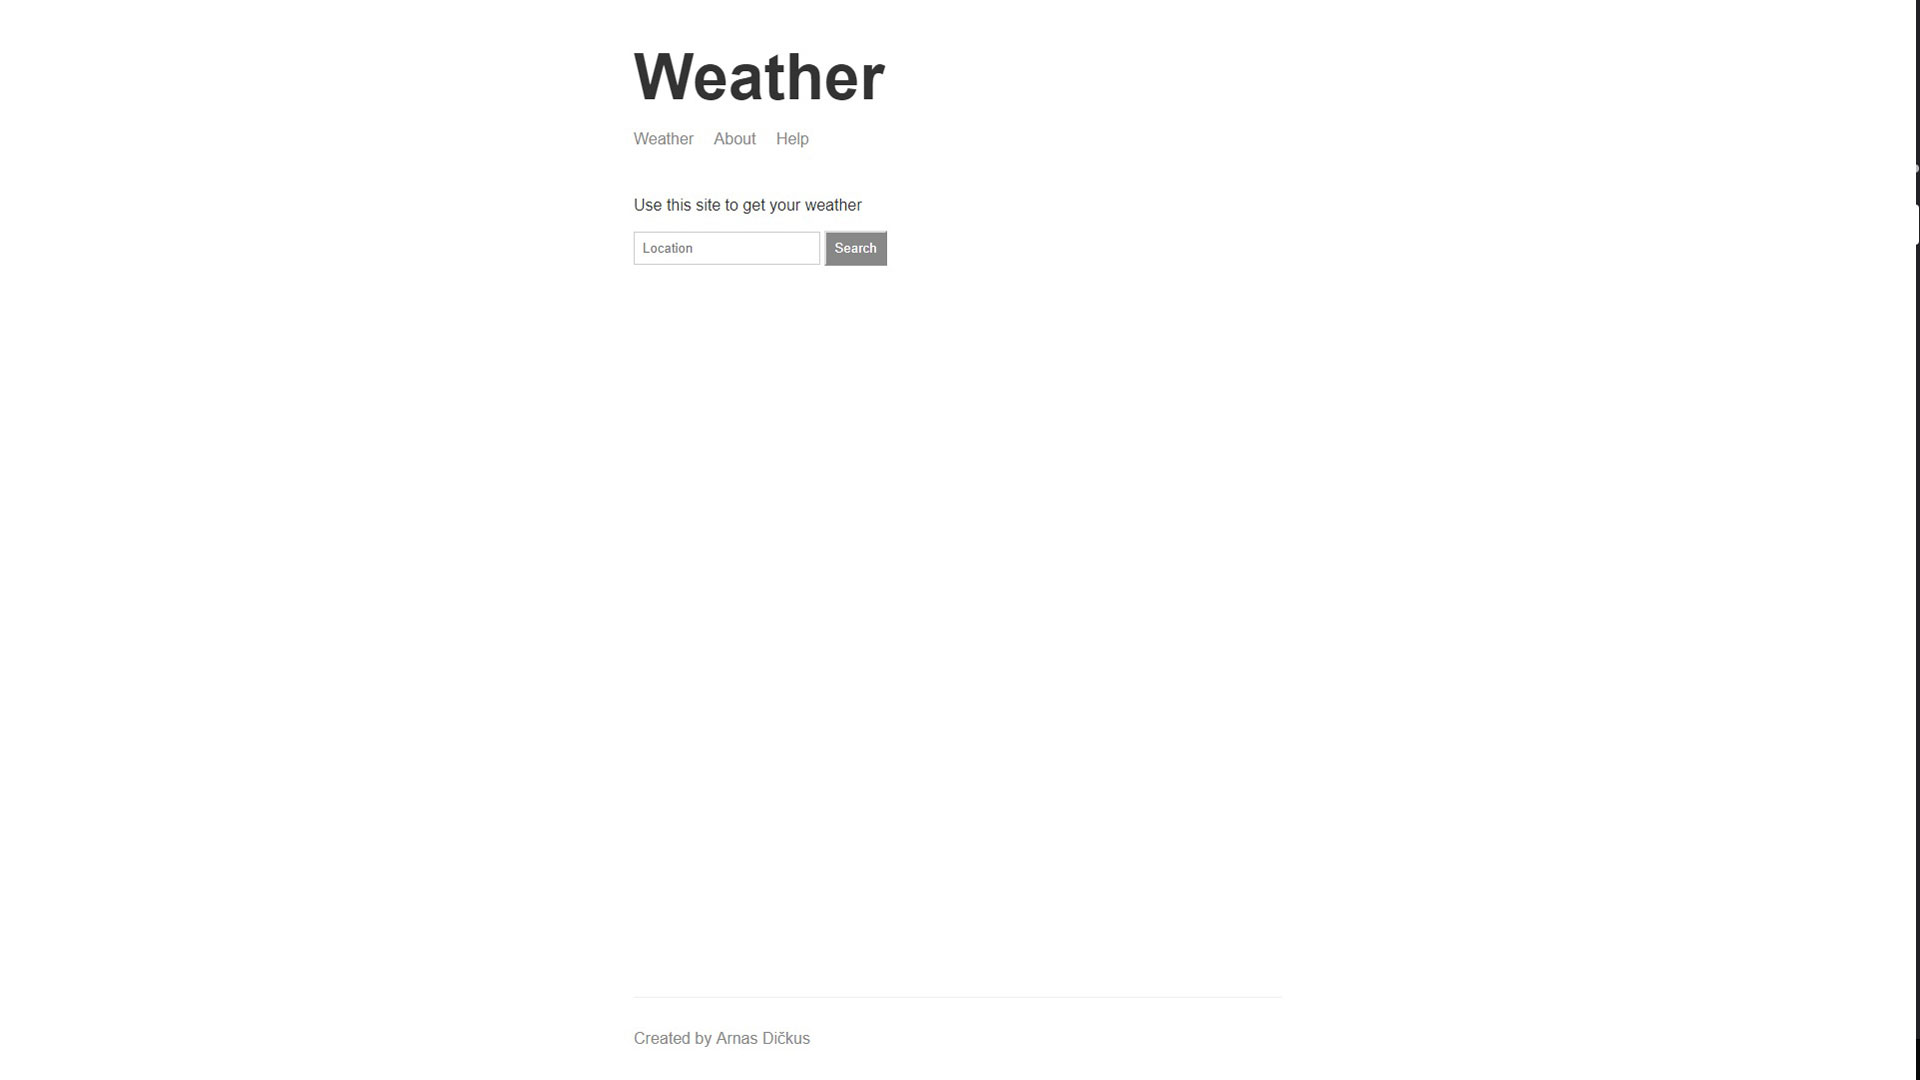 Weather
Weather About Help
Use this site to get your weather
Location Search
Created by Arnas Dičkus